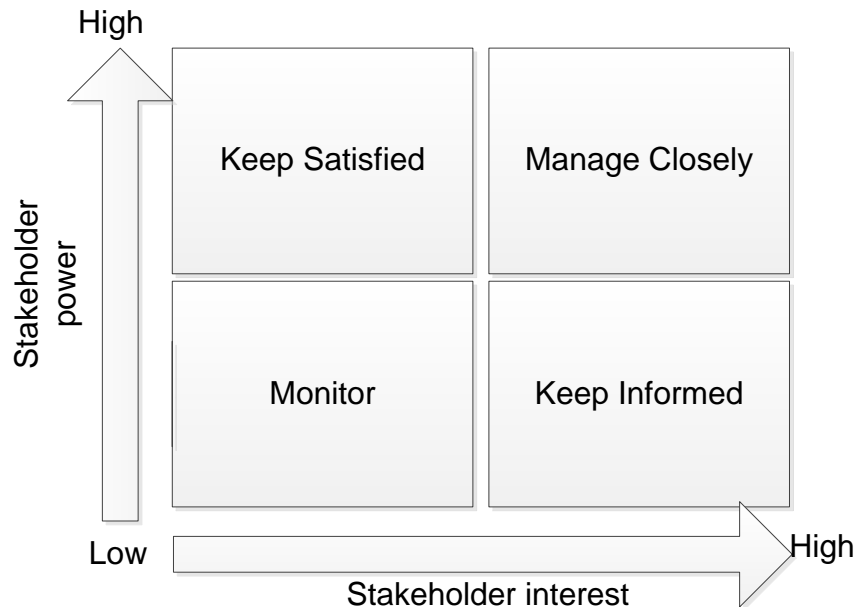 High
Keep Satisfied
Manage Closely
Stakeholder
power
Monitor
Keep Informed
Low
High
Stakeholder interest